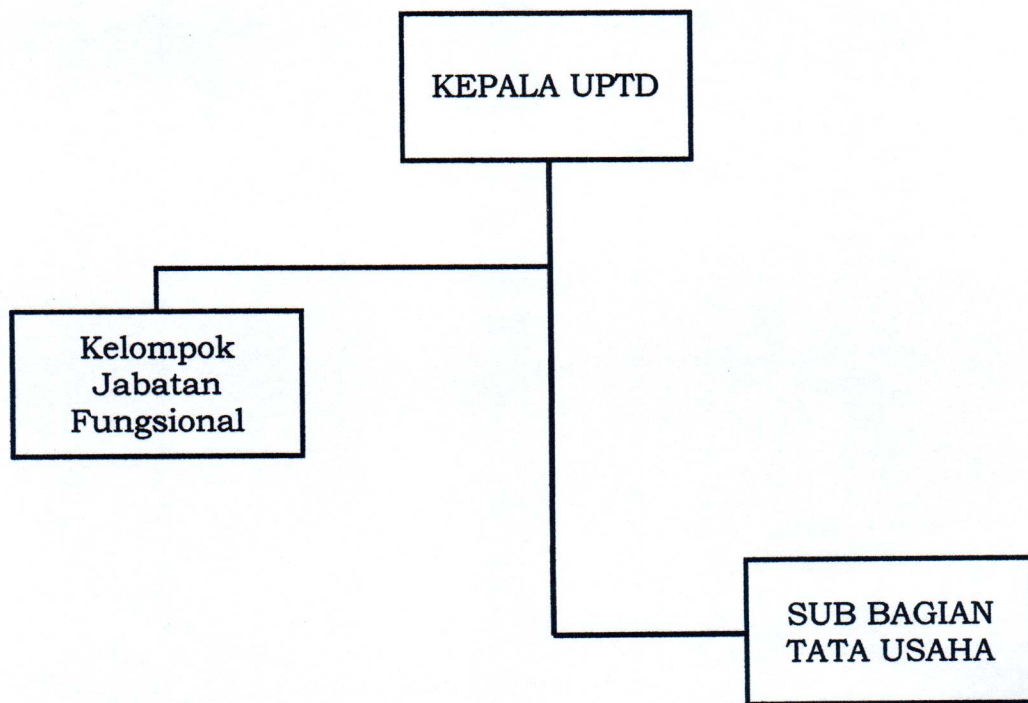 KEPALA UPTD
Kelompok
Jabatan
Fungsional
SUB BAGIAN
TATA USAHA